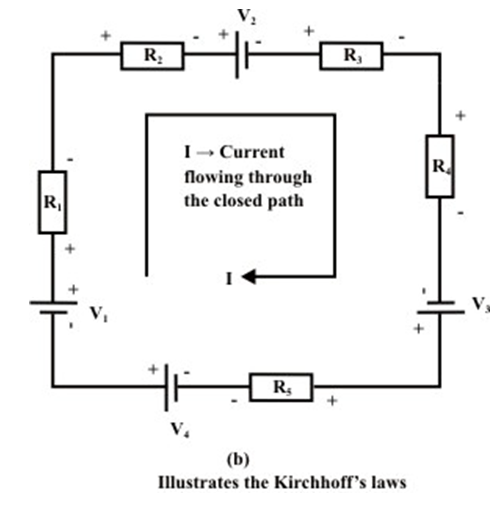 V₂
+ - + - + -
R₂ R₃
I → Current
flowing through
the closed path
- +
R₁ R₄
+ -
I
+ - V₁
- + V₃
+ - - +
R₅
V₄
(b)
Illustrates the Kirchhoff's laws